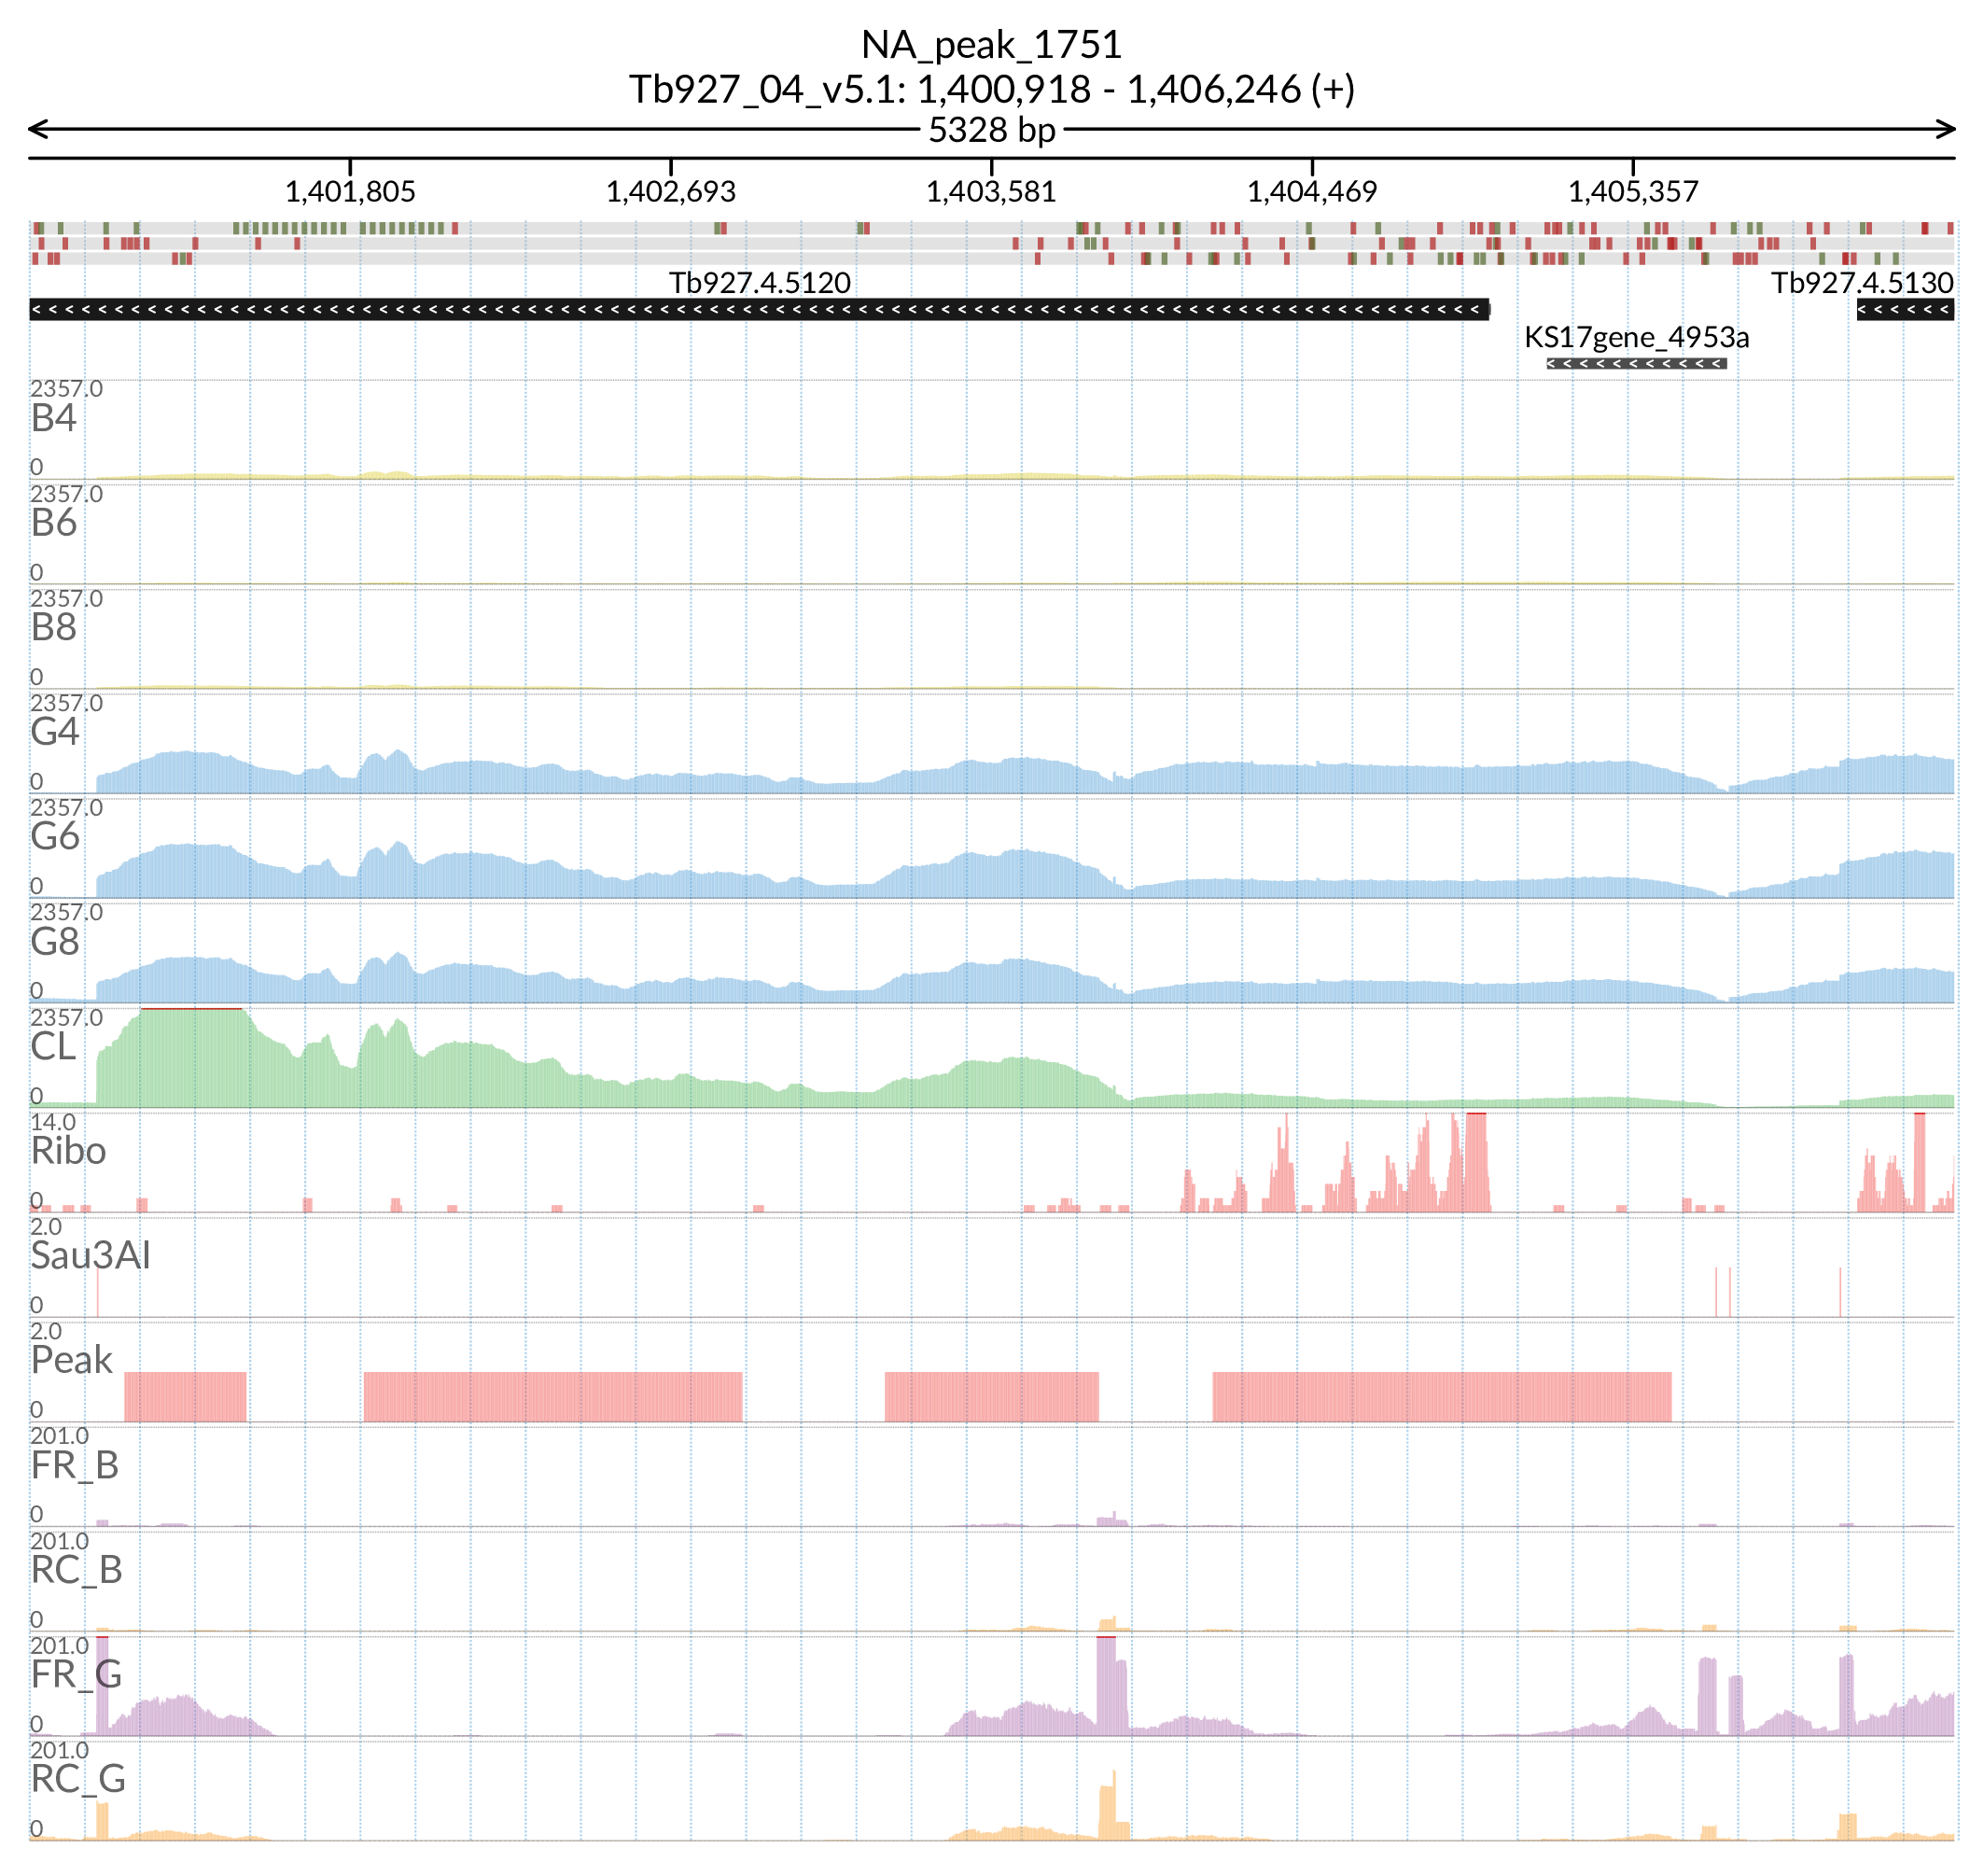 NA_peak_1751
Tb927_04_v5.1: 1,400,918 - 1,406,246 (+)
5328 bp
1,401,805 1,402,693 1,403,581 1,404,469 1,405,357
Tb927.4.5120 Tb927.4.5130
KS17gene_4953a
2357.0
B4
0
2357.0
B6
0
2357.0
B8
0
2357.0
G4
0
2357.0
G6
0
2357.0
G8
0
2357.0
CL
0
14.0
Ribo
0
2.0
Sau3AI
0
2.0
Peak
0
201.0
FR_B
0
201.0
RC_B
0
201.0
FR_G
0
201.0
RC_G
0